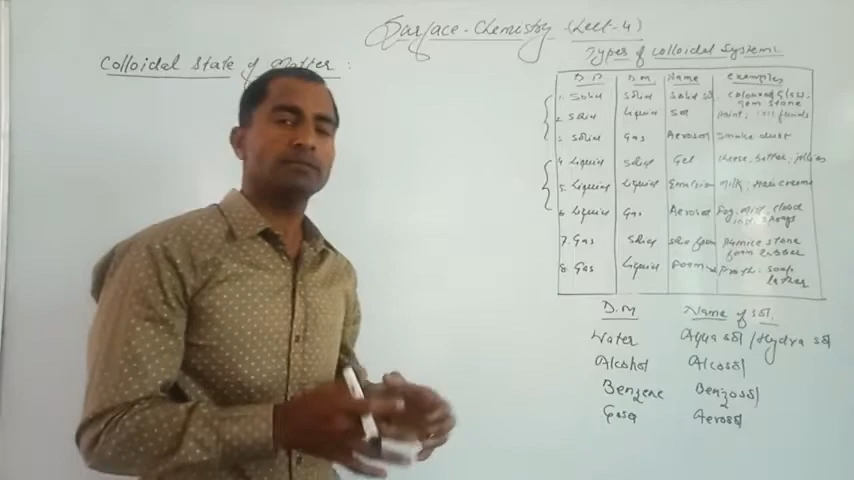 Surface-Chemistry (Lect-4)
Colloidal State of Matter:
Types of Colloidal Systems
D.P D.M Name Examples
1. Solid Solid Solid sol coloured glass, gem stone
2. Solid Liquid Sol paint, cell fluids
3. Solid Gas Aerosol Smoke dust
4. Liquid Solid Gel cheese, butter, jellies
5. Liquid Liquid Emulsion Milk, Hair cream
6. Liquid Gas Aerosol Fog, mist, cloud
7. Gas Solid Solid foam pumice stone foam rubber
8. Gas Liquid Foam Froth, soap lather
D.M Name of Sol.
Water Aqua sol / Hydra sol
Alcohol Alcosol
Benzene Benzosol
Gases Aerosol